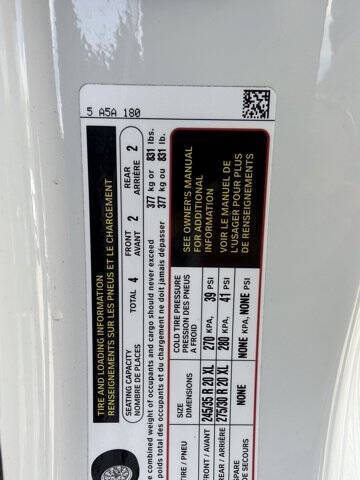 5 A5A 180
TIRE AND LOADING INFORMATION
RENSEIGNEMENTS SUR LES PNEUS ET LE CHARGEMENT
SEATING CAPACITY
NOMBRE DE PLACES
TOTAL 4
FRONT
AVANT 2
REAR
ARRIÈRE 2
combined weight of occupants and cargo should never exceed 377 kg or 831 lbs.
poids total des occupants et du chargement ne doit jamais dépasser 377 kg ou 831 lb.
TIRE / PNEU
SIZE
DIMENSIONS
COLD TIRE PRESSURE
PRESSION DES PNEUS
A FROID
FRONT / AVANT 245/35 R 20 XL 270 KPA, 39 PSI
REAR / ARRIÈRE 275/30 R 20 XL 280 KPA, 41 PSI
SPARE
DE SECOURS
NONE
NONE KPA, NONE PSI
SEE OWNER'S MANUAL
FOR ADDITIONAL
INFORMATION
VOIR LE MANUEL DE
L'USAGER POUR PLUS
DE RENSEIGNEMENTS